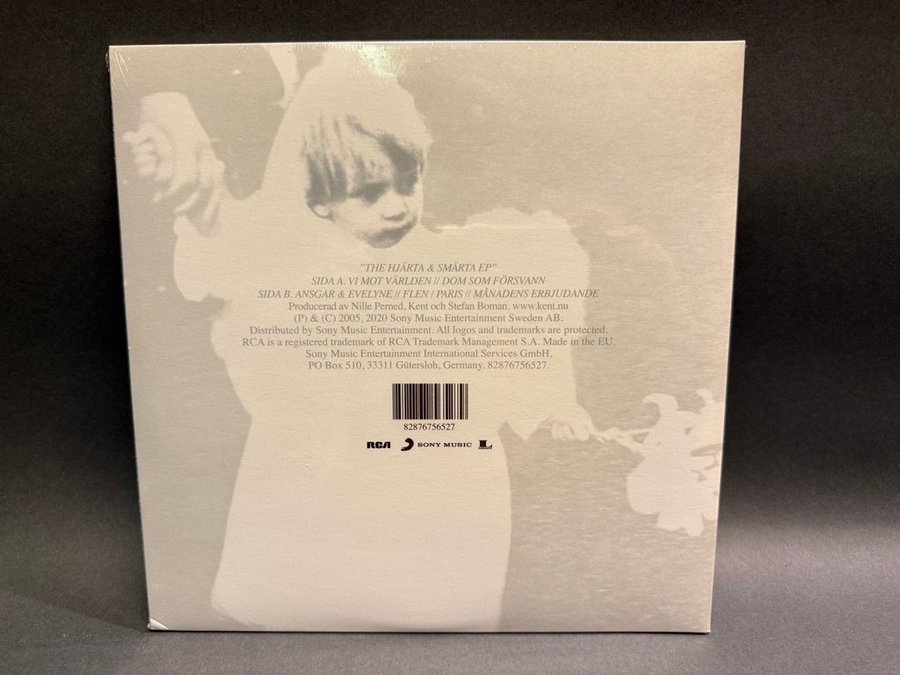 "THE HJÄRTA & SMÄRTA EP"
SIDA A. VI MOT VÄRLDEN // DOM SOM FÖRSVANN
SIDA B. ANSGAR & EVELYNE // FLEN / PARIS // MÅNADENS ERBJUDANDE
Producerad av Nille Perned, Kent och Stefan Boman. www.kent.nu
(P) & (C) 2005, 2020 Sony Music Entertainment Sweden AB.
Distributed by Sony Music Entertainment. All logos and trademarks are protected.
RCA is a registered trademark of RCA Trademark Management S.A. Made in the EU.
Sony Music Entertainment International Services GmbH,
PO Box 510, 33311 Gütersloh, Germany. 82876756527.
82876756527
RCA SONY MUSIC